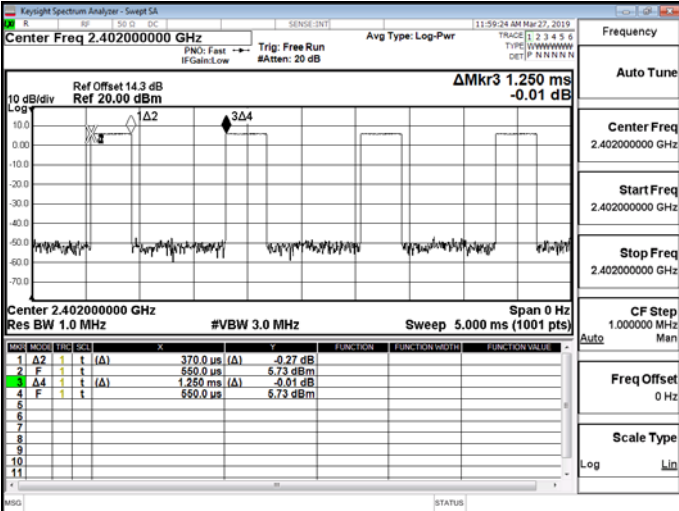 Keysight Spectrum Analyzer - Swept SA
R RF 50 Ω DC SENSE:INT 11:59:24 AM Mar 27, 2019
Center Freq 2.402000000 GHz Avg Type: Log-Pwr TRACE 1 2 3 4 5 6
PNO: Fast Trig: Free Run TYPE WWWWWW
IFGain:Low #Atten: 20 dB DET P N N N N N
Frequency
Auto Tune
Center Freq
2.402000000 GHz
Start Freq
2.402000000 GHz
Stop Freq
2.402000000 GHz
CF Step
1.000000 MHz
Auto Man
Freq Offset
0 Hz
Scale Type
Log Lin
ΔMkr3 1.250 ms
-0.01 dB
Ref Offset 14.3 dB
10 dB/div Ref 20.00 dBm
Log
1Δ2 3Δ4
10.0
0.00
-10.0
-20.0
-30.0
-40.0
-50.0
-60.0
-70.0
Center 2.402000000 GHz Span 0 Hz
Res BW 1.0 MHz #VBW 3.0 MHz Sweep 5.000 ms (1001 pts)
MKR MODE TRC SCL X Y FUNCTION FUNCTION WIDTH FUNCTION VALUE
1 Δ2 1 t (Δ) 370.0 µs (Δ) -0.27 dB
2 F 1 t 550.0 µs 5.73 dBm
3 Δ4 1 t (Δ) 1.250 ms (Δ) -0.01 dB
4 F 1 t 550.0 µs 5.73 dBm
5
6
7
8
9
10
11
MSG STATUS